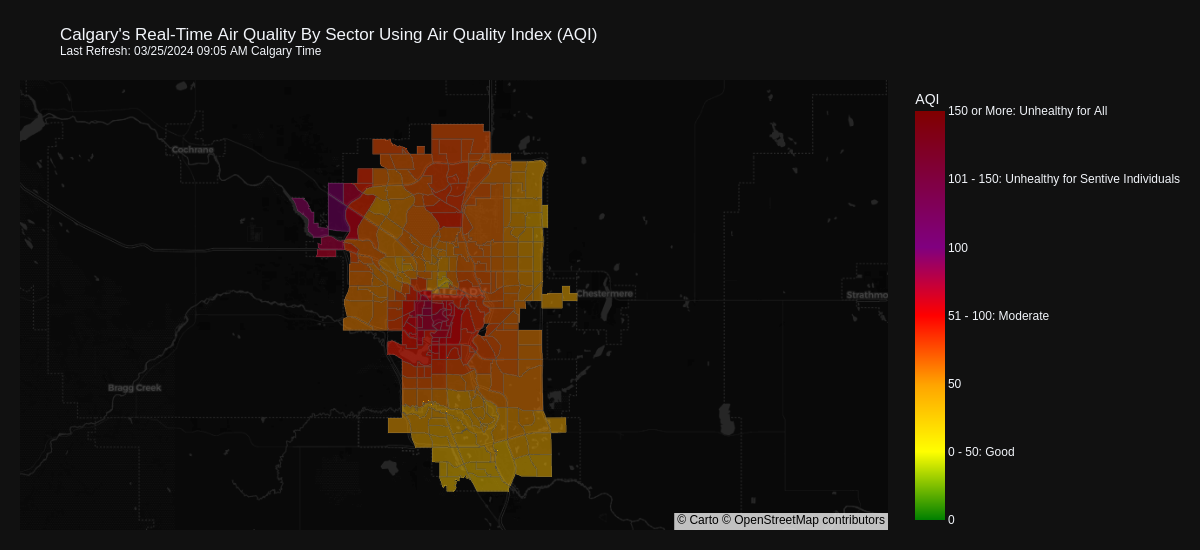 Calgary's Real-Time Air Quality By Sector Using Air Quality Index (AQI)
Last Refresh: 03/25/2024 09:05 AM Calgary Time
AQI
150 or More: Unhealthy for All
Cochrane
101 - 150: Unhealthy for Sentive Individuals
100
CALGARY
Chestermere
Strathmo
51 - 100: Moderate
50
Bragg Creek
0 - 50: Good
© Carto © OpenStreetMap contributors
0